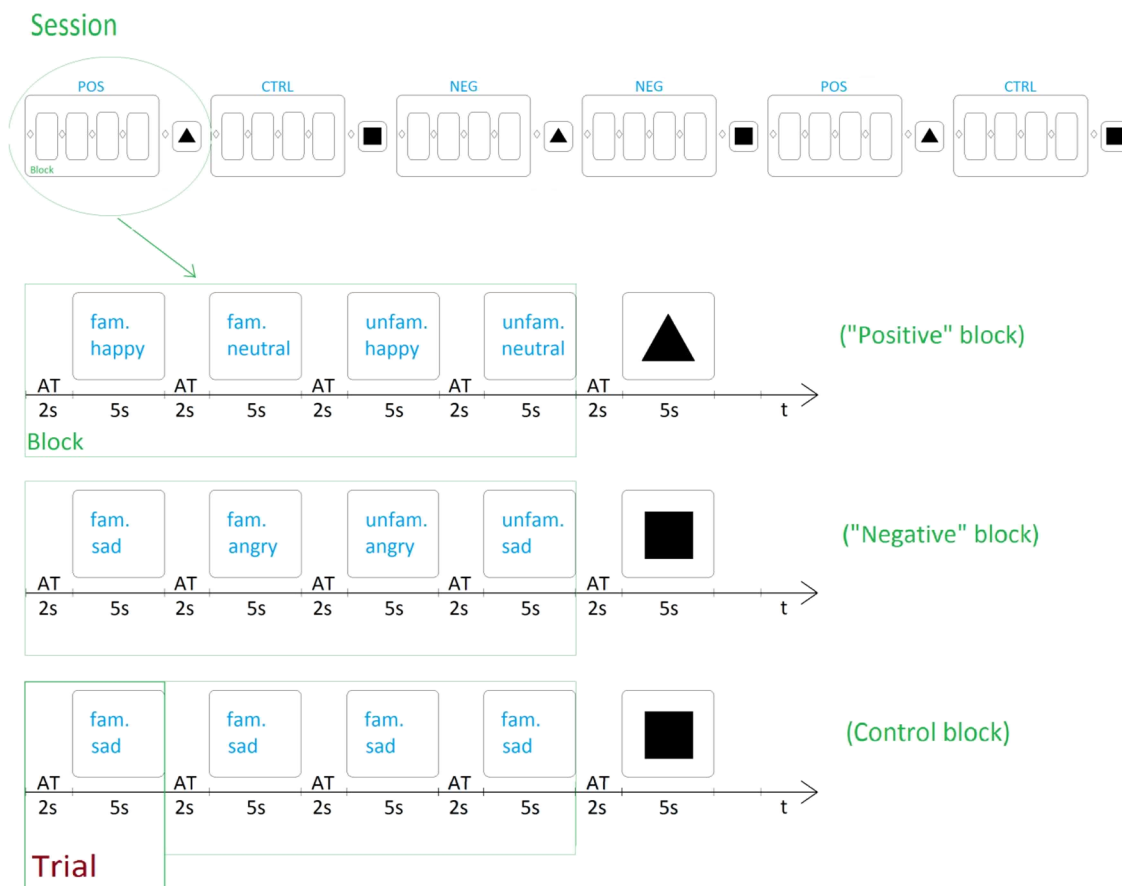 Session
POS CTRL NEG NEG POS CTRL
Block
fam. fam. unfam. unfam.
happy neutral happy neutral
("Positive" block)
AT AT AT AT AT
2s 5s 2s 5s 2s 5s 2s 5s 2s 5s t
Block
fam. fam. unfam. unfam.
sad angry angry sad
("Negative" block)
AT AT AT AT AT
2s 5s 2s 5s 2s 5s 2s 5s 2s 5s t
fam. fam. fam. fam.
sad sad sad sad
(Control block)
AT AT AT AT AT
2s 5s 2s 5s 2s 5s 2s 5s 2s 5s t
Trial